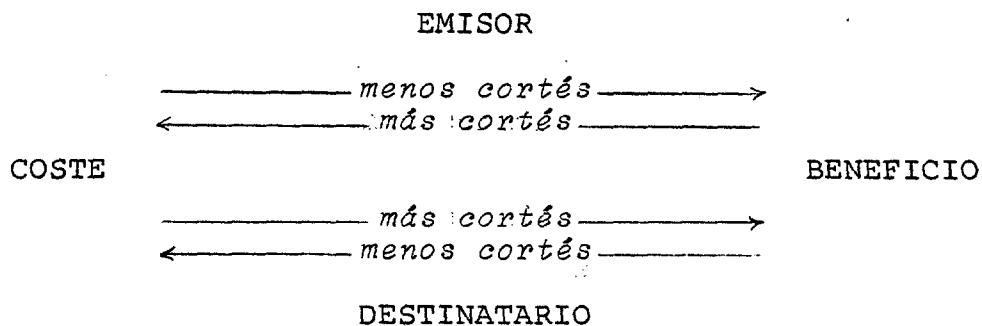 EMISOR
menos cortés
más cortés
COSTE BENEFICIO
más cortés
menos cortés
DESTINATARIO